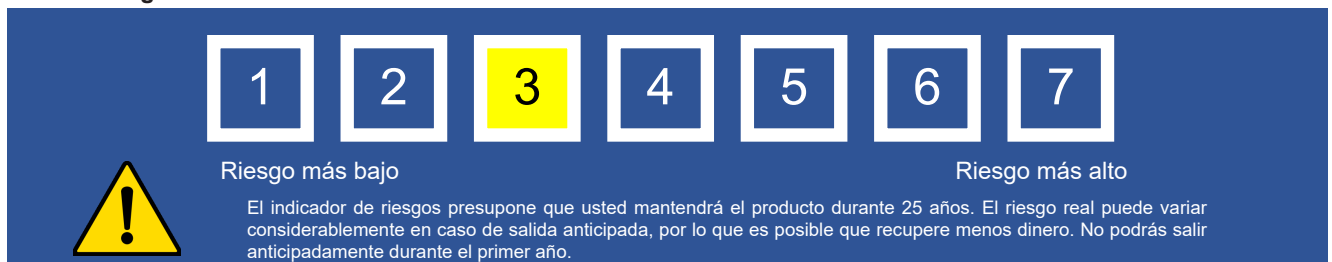 1 2 3 4 5 6 7
Riesgo más bajo Riesgo más alto
El indicador de riesgos presupone que usted mantendrá el producto durante 25 años. El riesgo real puede variar
considerablemente en caso de salida anticipada, por lo que es posible que recupere menos dinero. No podrás salir
anticipadamente durante el primer año.